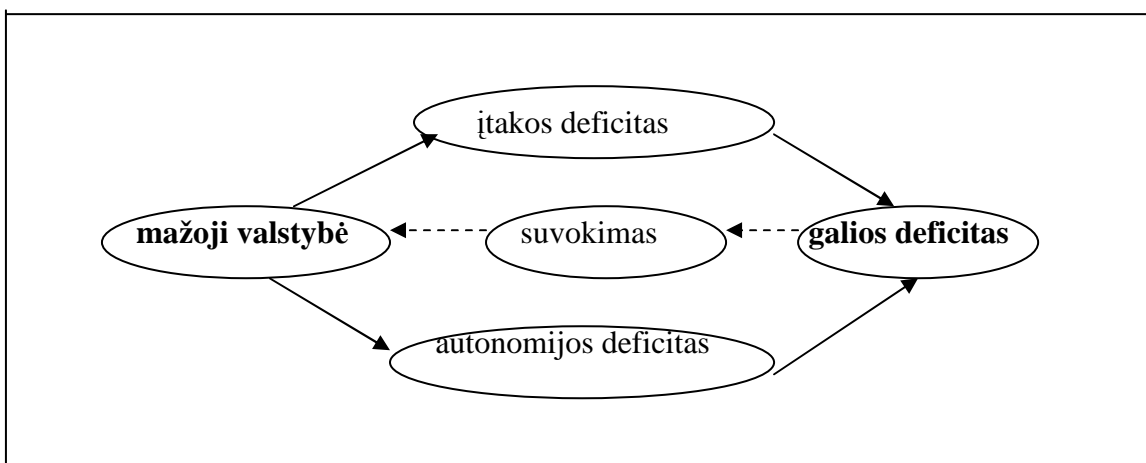 įtakos deficitas
mažoji valstybė
suvokimas
galios deficitas
autonomijos deficitas